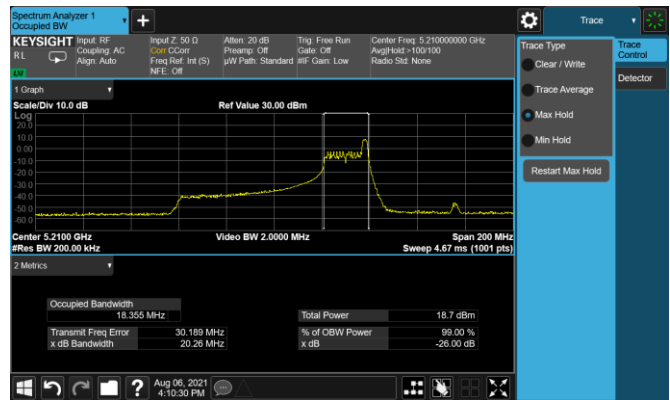 Spectrum Analyzer 1
Occupied BW
Trace
KEYSIGHT
RL
LXI
Input: RF
Coupling: AC
Align: Auto
Input Z: 50 Ω
Corr CCorr
Freq Ref: Int (S)
NFE: Off
Atten: 20 dB
Preamp: Off
µW Path: Standard
Trig: Free Run
Gate: Off
#IF Gain: Low
Center Freq: 5.210000000 GHz
Avg|Hold:>100/100
Radio Std: None
Trace Type
Clear / Write
Trace Average
Max Hold
Min Hold
Restart Max Hold
Trace
Control
Detector
1 Graph
Scale/Div 10.0 dB
Ref Value 30.00 dBm
Log
20.0
10.0
0.00
-10.0
-20.0
-30.0
-40.0
-50.0
-60.0
Center 5.2100 GHz
Video BW 2.0000 MHz
Span 200 MHz
#Res BW 200.00 kHz
Sweep 4.67 ms (1001 pts)
2 Metrics
Occupied Bandwidth
18.355 MHz
Total Power 18.7 dBm
Transmit Freq Error 30.189 MHz
% of OBW Power 99.00 %
x dB Bandwidth 20.26 MHz
x dB -26.00 dB
?
Aug 06, 2021
4:10:30 PM